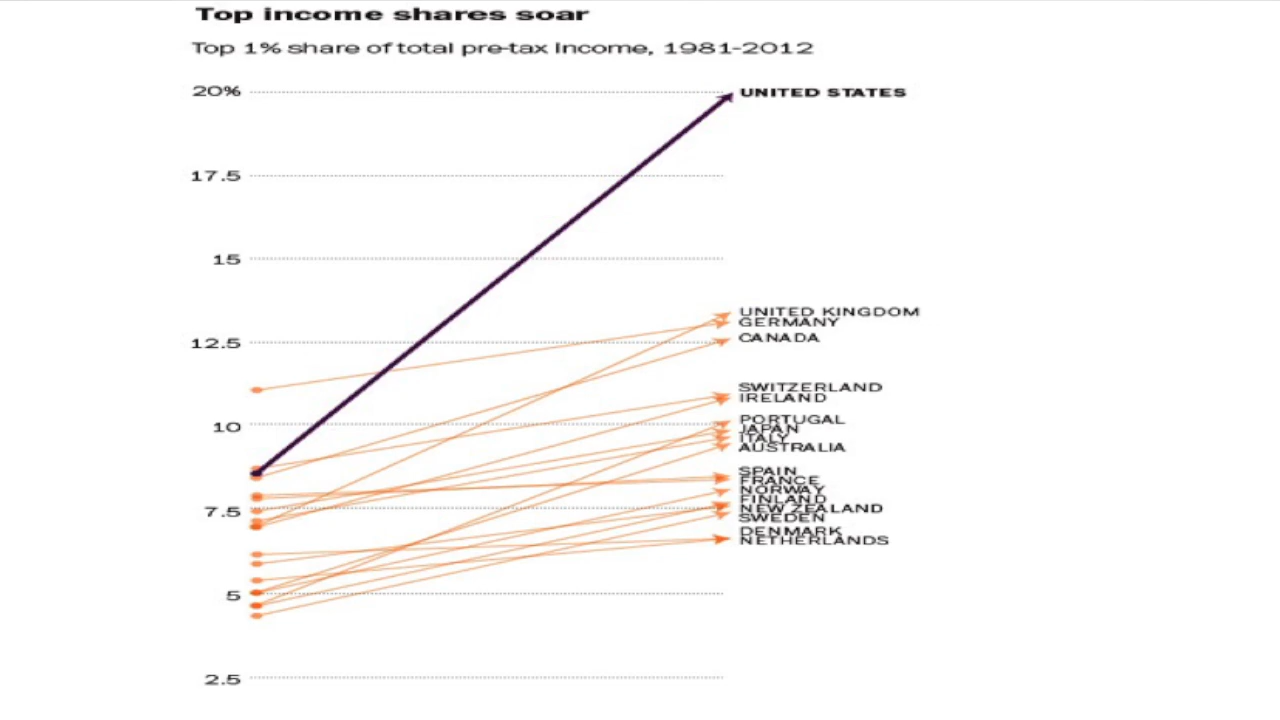 Top income shares soar
Top 1% share of total pre-tax income, 1981-2012
20%
UNITED STATES
17.5
15
UNITED KINGDOM
GERMANY
12.5
CANADA
SWITZERLAND
IRELAND
10
PORTUGAL
JAPAN
ITALY
AUSTRALIA
SPAIN
FRANCE
NORWAY
FINLAND
7.5
NEW ZEALAND
SWEDEN
DENMARK
NETHERLANDS
5
2.5